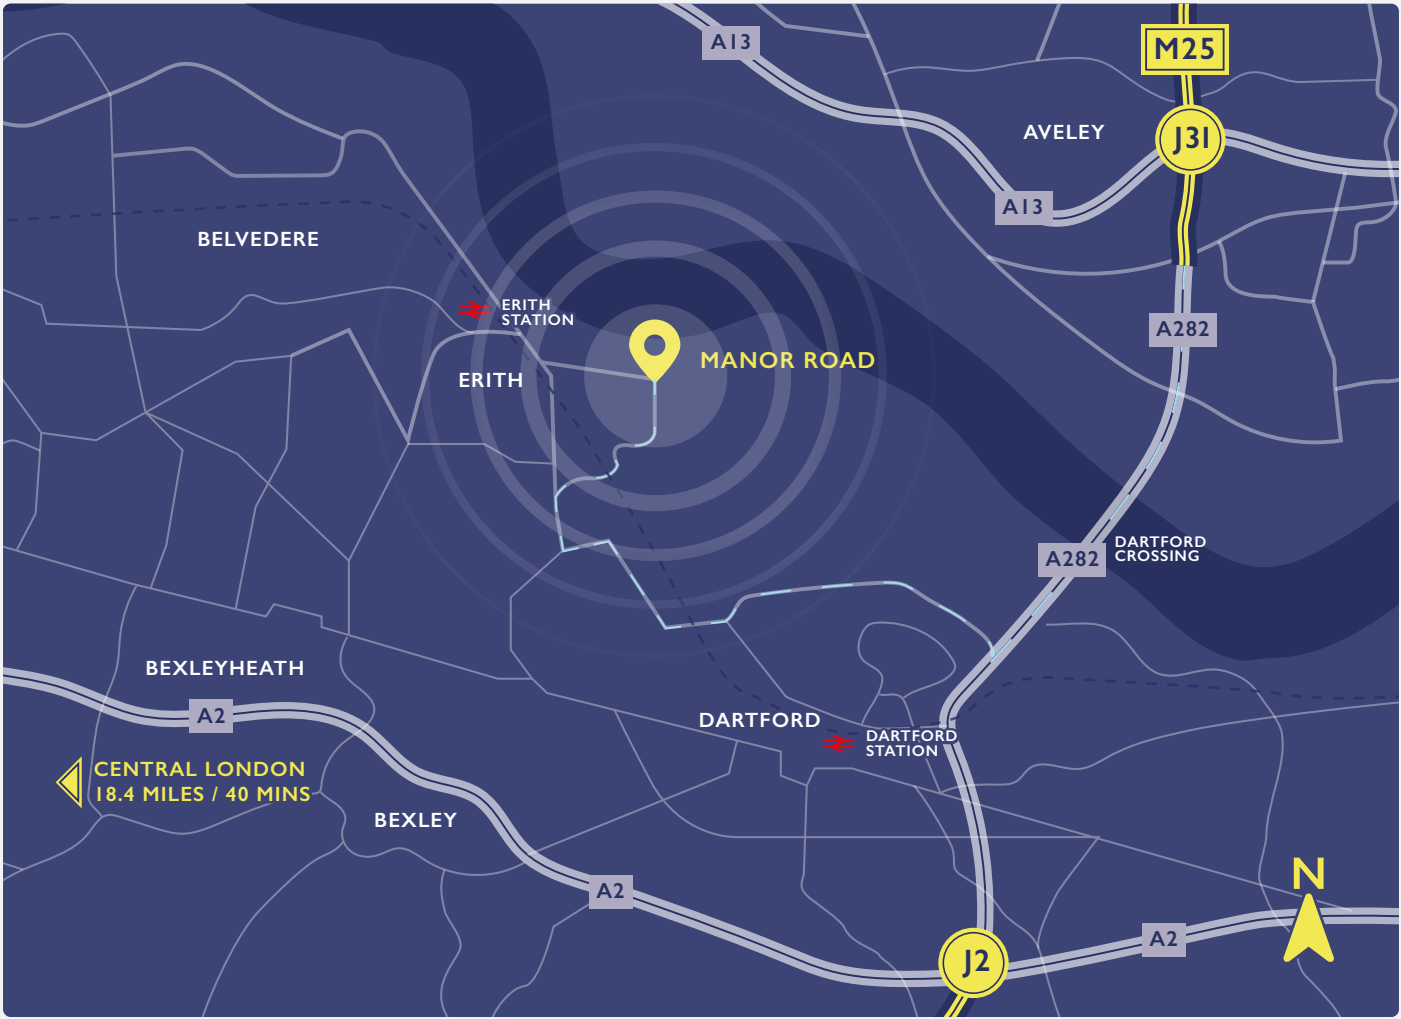 A13
M25
AVELEY
J31
A13
BELVEDERE
ERITH
STATION
A282
MANOR ROAD
ERITH
DARTFORD
CROSSING
A282
BEXLEYHEATH
A2
DARTFORD
DARTFORD
STATION
CENTRAL LONDON
18.4 MILES / 40 MINS
BEXLEY
N
A2
A2
J2